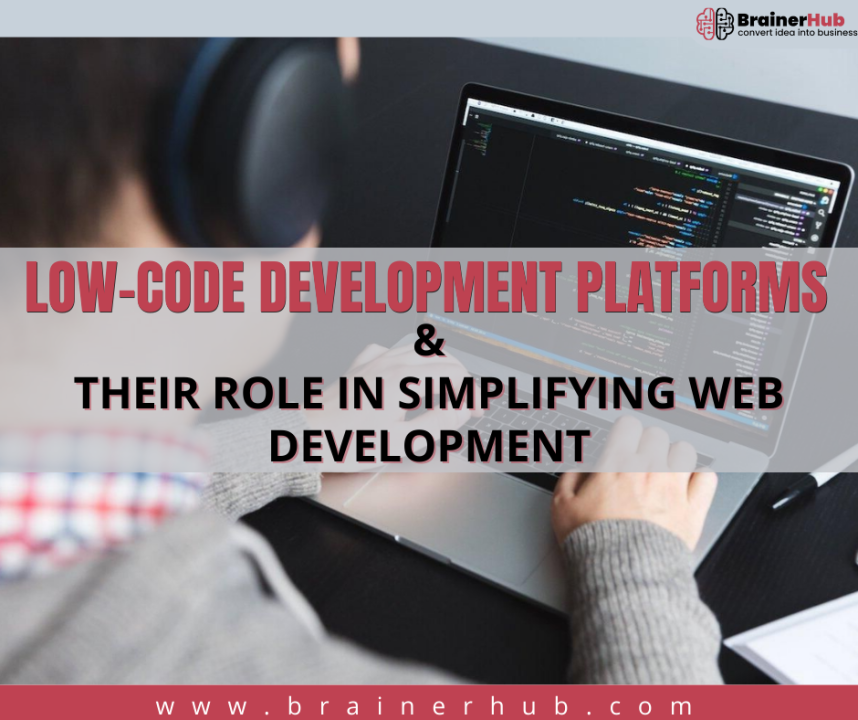 BrainerHub
convert idea into business
LOW-CODE DEVELOPMENT PLATFORMS
&
THEIR ROLE IN SIMPLIFYING WEB
DEVELOPMENT
www.brainerhub.com